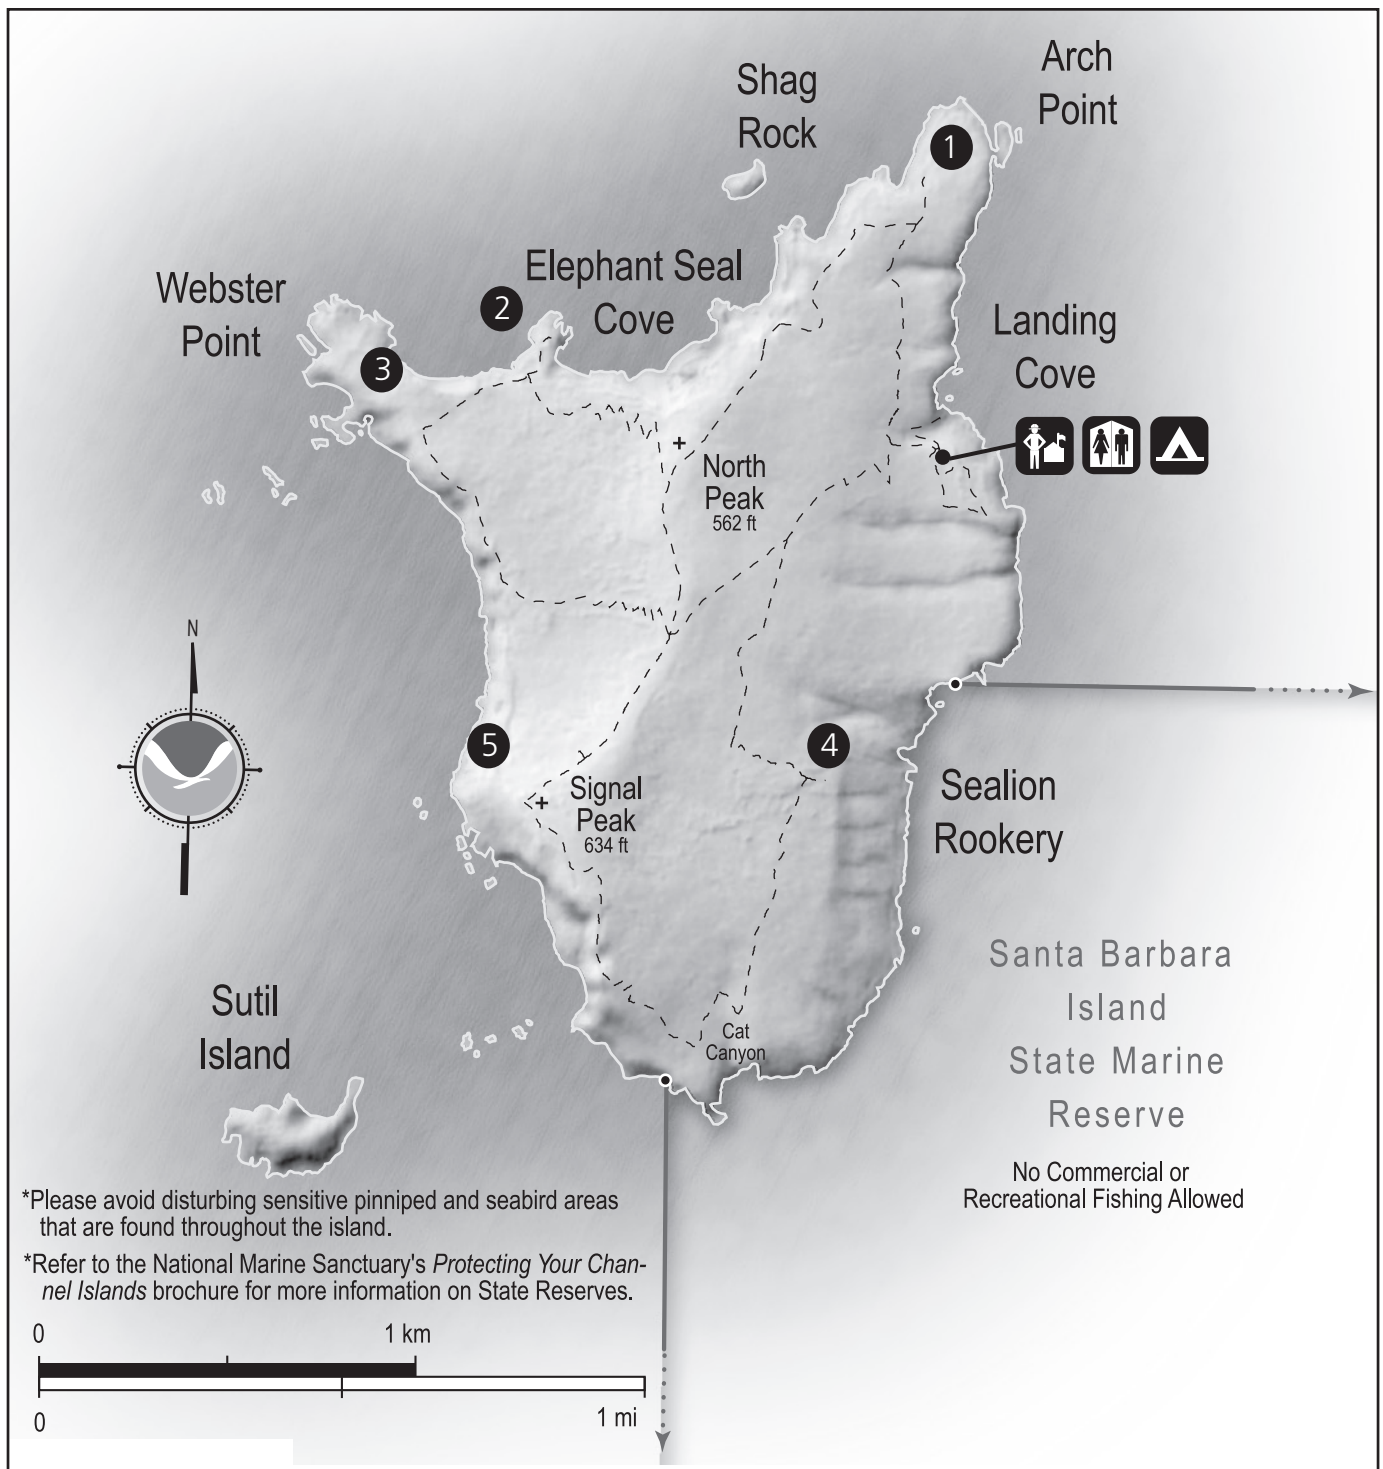 Arch
Point
Shag
Rock
1
Elephant Seal
Cove
Webster
Point
2
3
Landing
Cove
North
Peak
562 ft
N
5
4
Signal
Peak
634 ft
Sealion
Rookery
Santa Barbara
Island
State Marine
Reserve
No Commercial or
Recreational Fishing Allowed
Sutil
Island
Cat
Canyon
*Please avoid disturbing sensitive pinniped and seabird areas
that are found throughout the island.
*Refer to the National Marine Sanctuary's Protecting Your Chan-
nel Islands brochure for more information on State Reserves.
0 1 km
0 1 mi